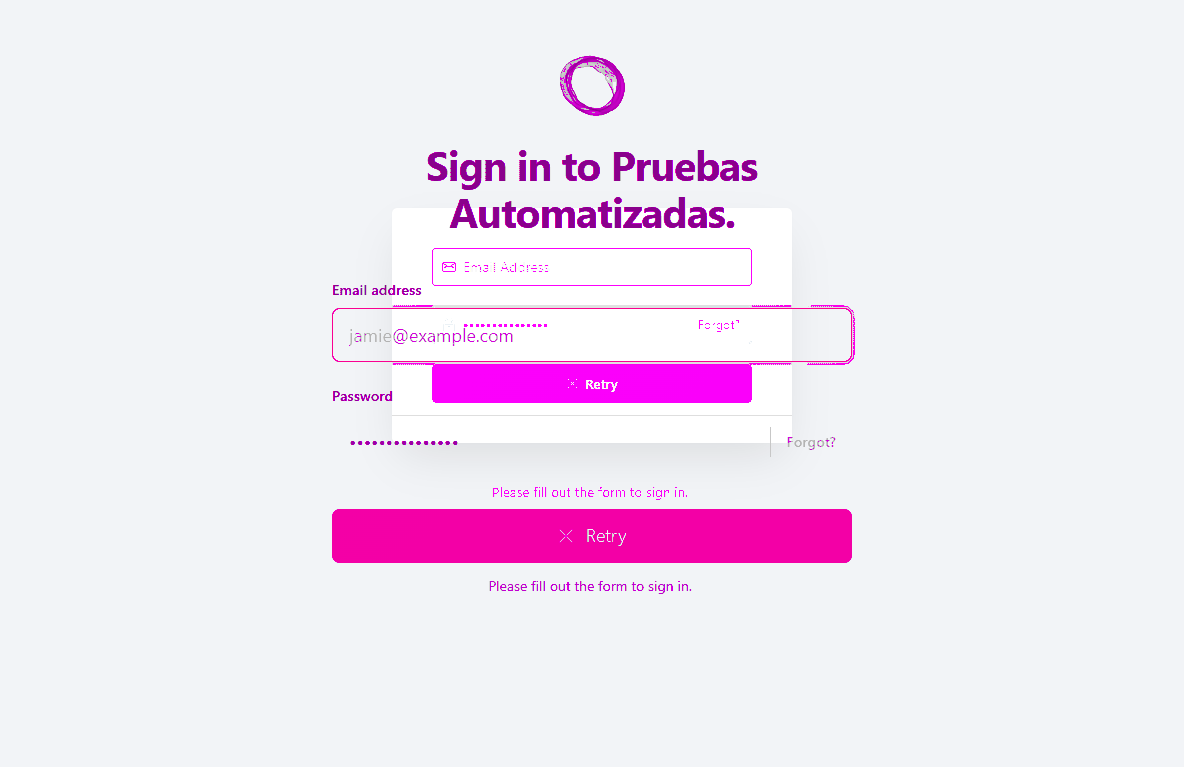 Sign in to Pruebas
Automatizadas.
Email Address
Email address
Forgot?
jamie@example.com
Retry
Password
Forgot?
Please fill out the form to sign in.
Retry
Please fill out the form to sign in.